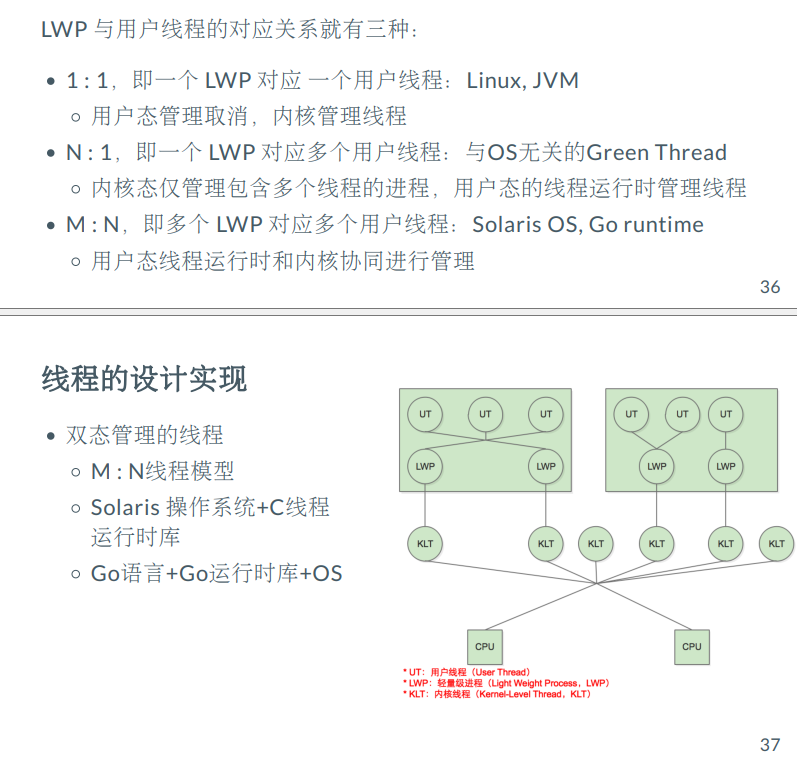 LWP 与用户线程的对应关系就有三种：
• 1 : 1，即一个 LWP 对应 一个用户线程：Linux, JVM
◦ 用户态管理取消，内核管理线程
• N : 1，即一个 LWP 对应多个用户线程：与OS无关的Green Thread
◦ 内核态仅管理包含多个线程的进程，用户态的线程运行时管理线程
• M : N，即多个 LWP 对应多个用户线程：Solaris OS, Go runtime
◦ 用户态线程运行时和内核协同进行管理
36
线程的设计实现
• 双态管理的线程
◦ M : N线程模型
◦ Solaris 操作系统+C线程
运行时库
◦ Go语言+Go运行时库+OS
UT UT UT UT UT UT
LWP LWP LWP LWP
KLT KLT KLT KLT KLT KLT
CPU CPU
* UT：用户线程（User Thread）
* LWP：轻量级进程（Light Weight Process，LWP）
* KLT：内核线程（Kernel-Level Thread，KLT）
37